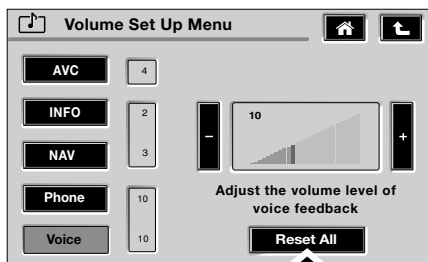 Volume Set Up Menu
AVC
4
INFO
2
NAV
3
Phone
10
Voice
10
10
-
+
Adjust the volume level of
voice feedback
Reset All